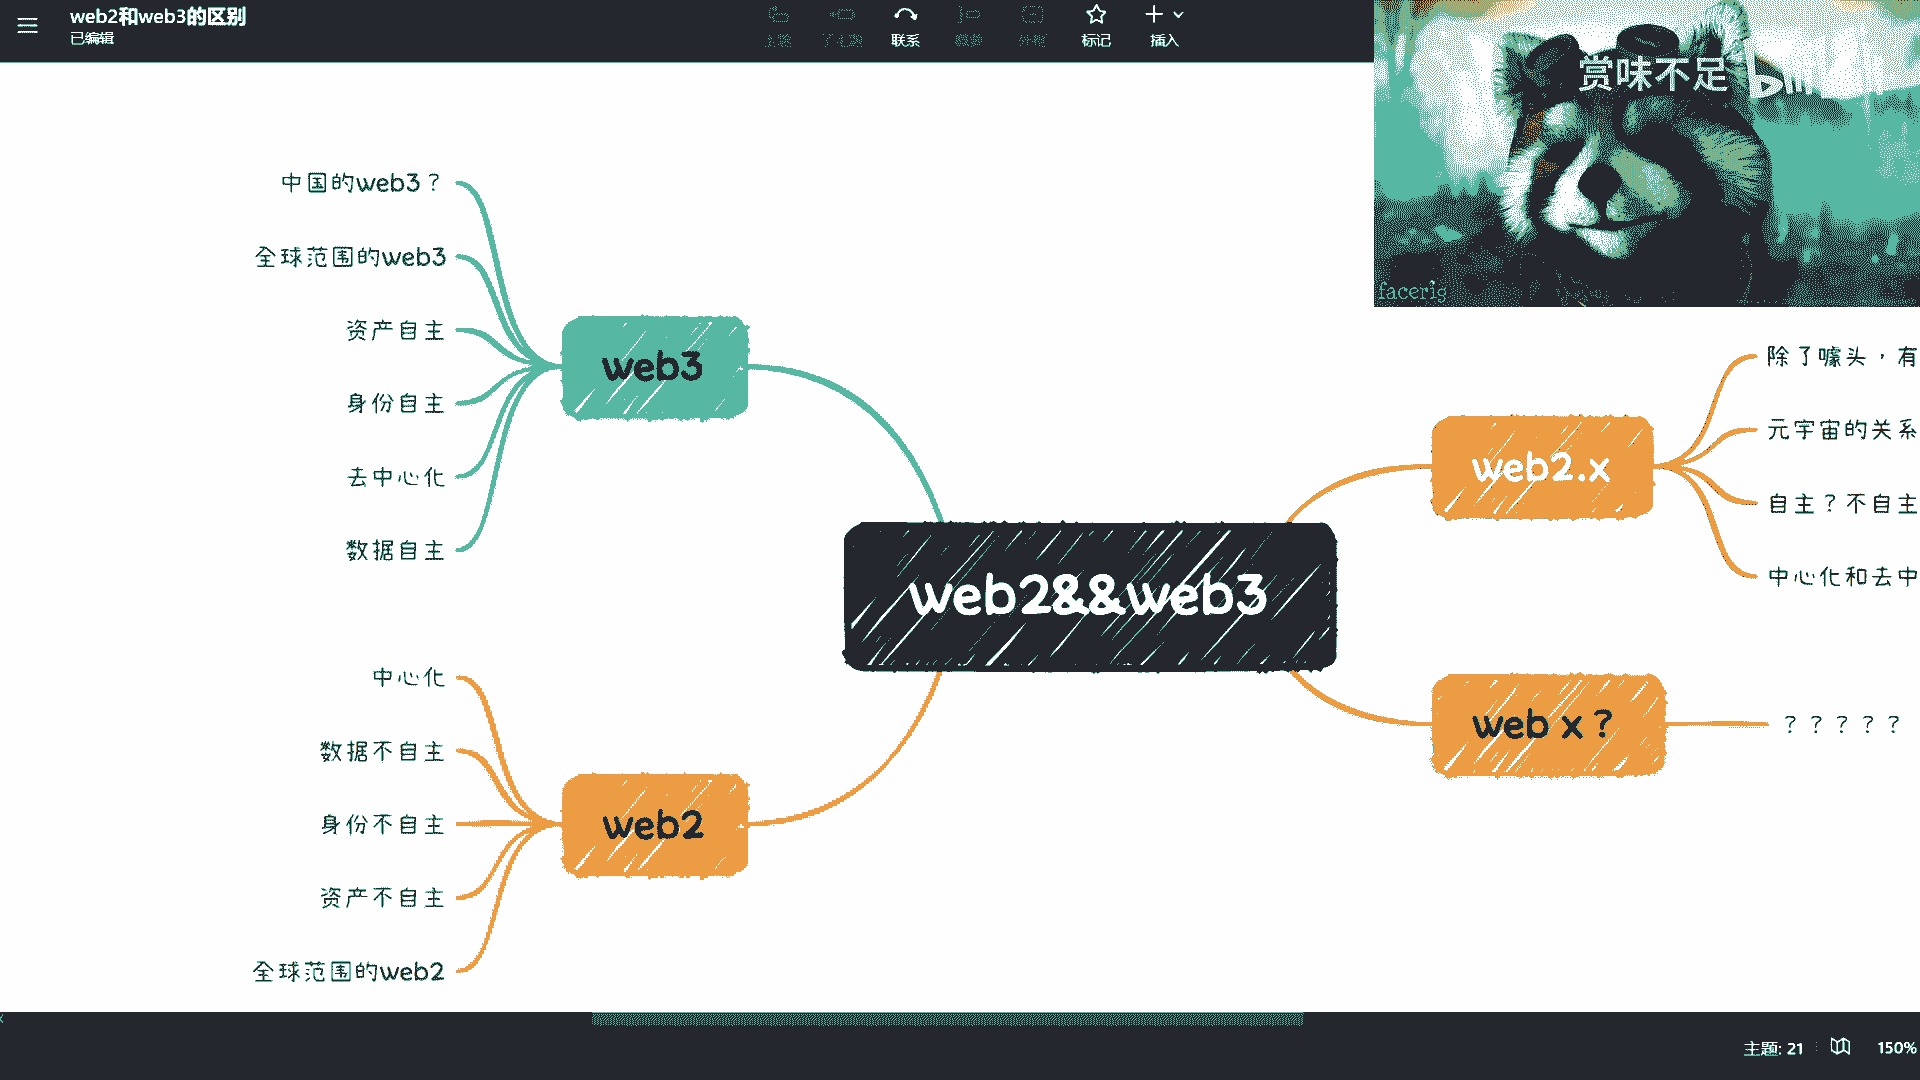 web2和web3的区别
已编辑
联系
标记
插入
赏味不足
facerig
中国的web3？
全球范围的web3
资产自主
身份自主
去中心化
数据自主
web3
中心化
数据不自主
身份不自主
资产不自主
全球范围的web2
web2
web2&&web3
web2.x
除了噱头，有
元宇宙的关系
自主？不自主
中心化和去中
web x？
？？？？？
主题: 21
150%